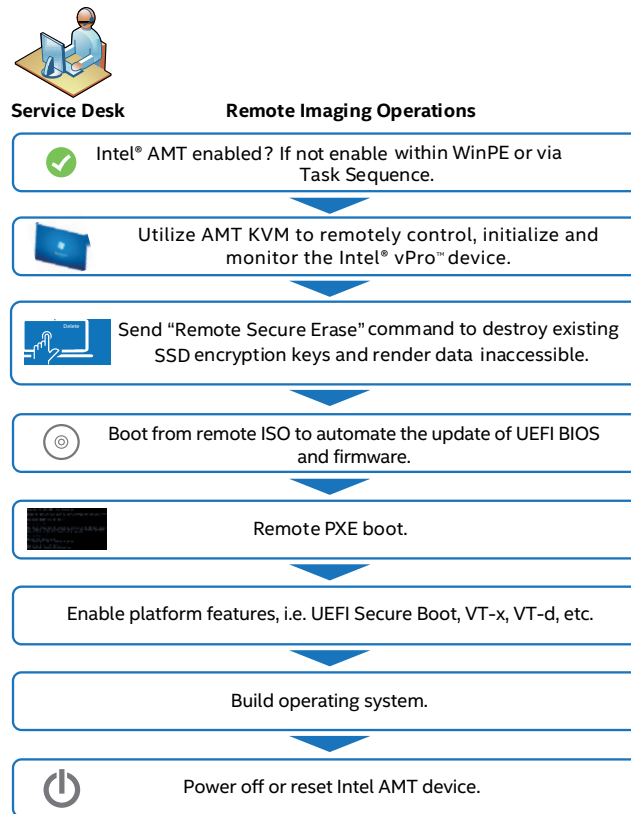 Service Desk
Remote Imaging Operations
Intel® AMT enabled? If not enable within WinPE or via
Task Sequence.
Utilize AMT KVM to remotely control, initialize and
monitor the Intel® vPro™ device.
Delete
Send “Remote Secure Erase” command to destroy existing
SSD encryption keys and render data inaccessible.
Boot from remote ISO to automate the update of UEFI BIOS
and firmware.
Remote PXE boot.
Enable platform features, i.e. UEFI Secure Boot, VT-x, VT-d, etc.
Build operating system.
Power off or reset Intel AMT device.